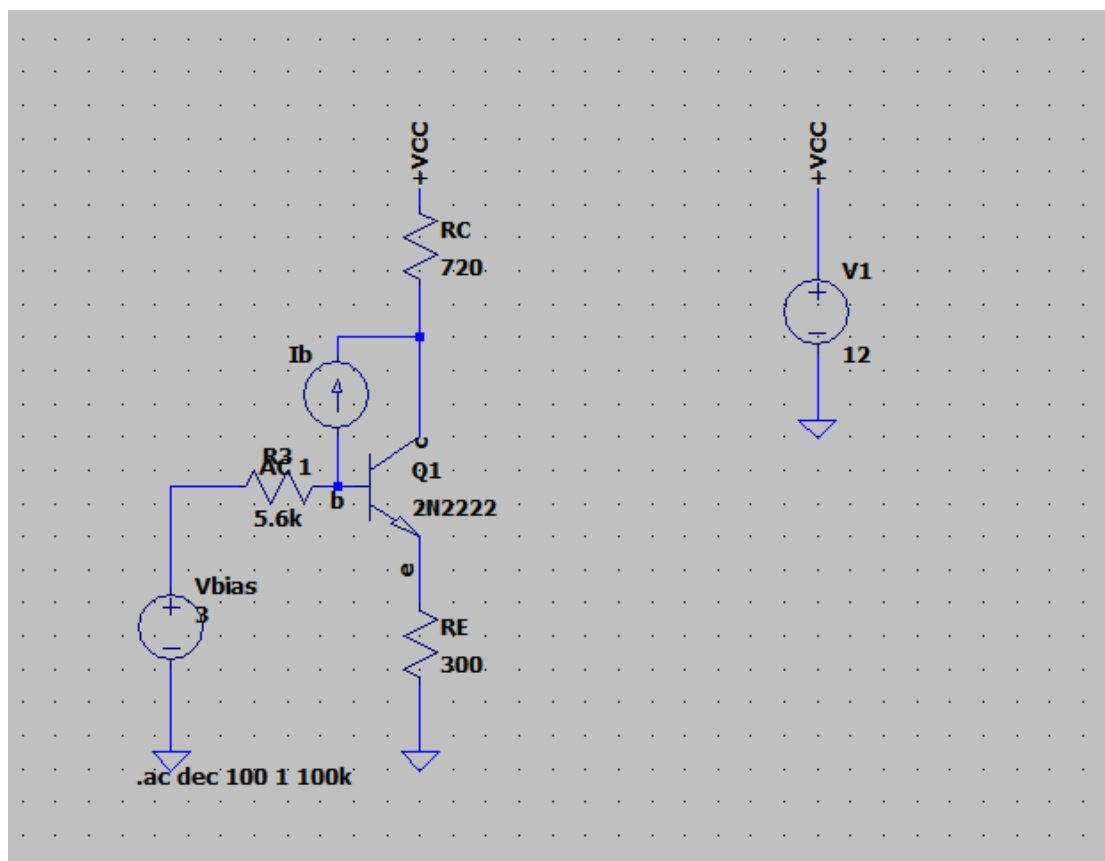 +VCC
+VCC
RC
720
V1
12
Ib
R3
AC 1
5.6k
b
c
Q1
2N2222
e
Vbias
3
RE
300
.ac dec 100 1 100k